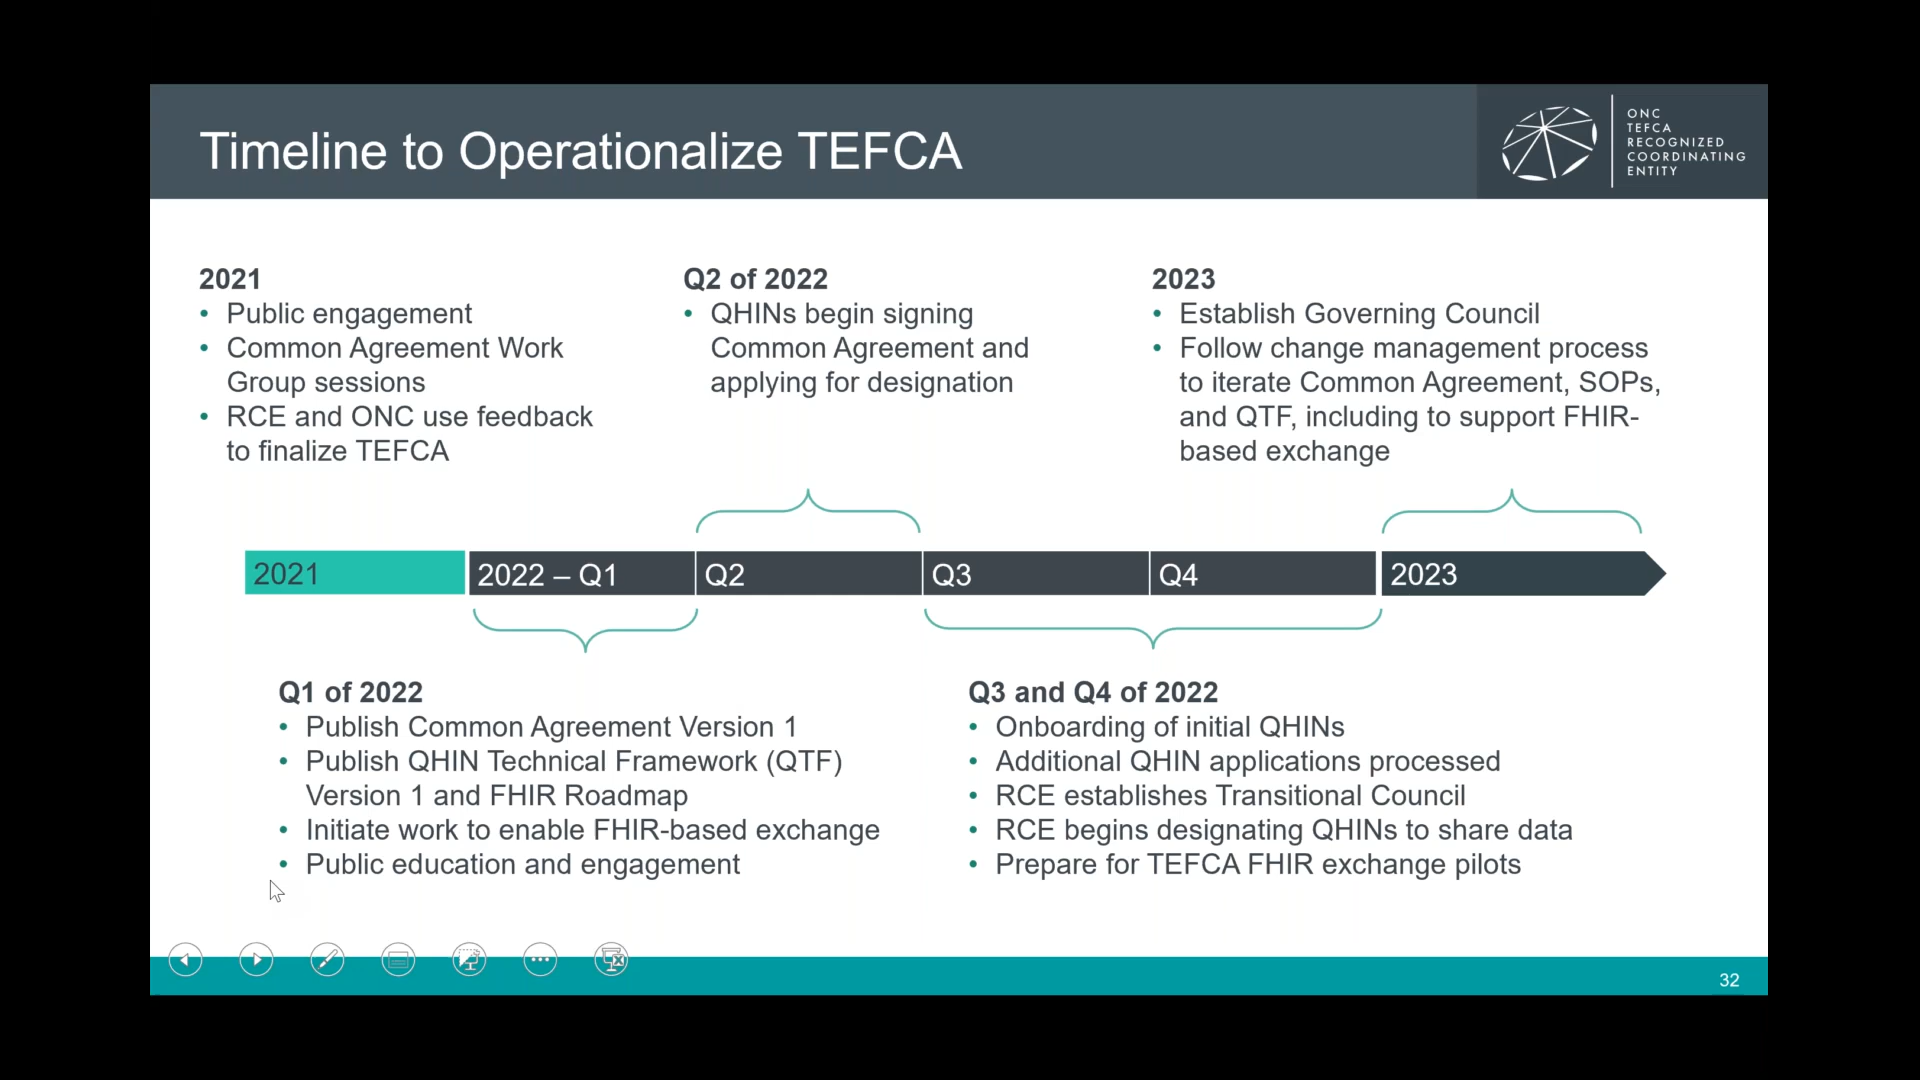 Timeline to Operationalize TEFCA
ONC
TEFCA
RECOGNIZED
COORDINATING
ENTITY
2021
• Public engagement
• Common Agreement Work
Group sessions
• RCE and ONC use feedback
to finalize TEFCA
Q2 of 2022
• QHINs begin signing
Common Agreement and
applying for designation
2023
• Establish Governing Council
• Follow change management process
to iterate Common Agreement, SOPs,
and QTF, including to support FHIR-
based exchange
2021
2022 – Q1
Q2
Q3
Q4
2023
Q1 of 2022
• Publish Common Agreement Version 1
• Publish QHIN Technical Framework (QTF)
Version 1 and FHIR Roadmap
• Initiate work to enable FHIR-based exchange
• Public education and engagement
Q3 and Q4 of 2022
• Onboarding of initial QHINs
• Additional QHIN applications processed
• RCE establishes Transitional Council
• RCE begins designating QHINs to share data
• Prepare for TEFCA FHIR exchange pilots
32